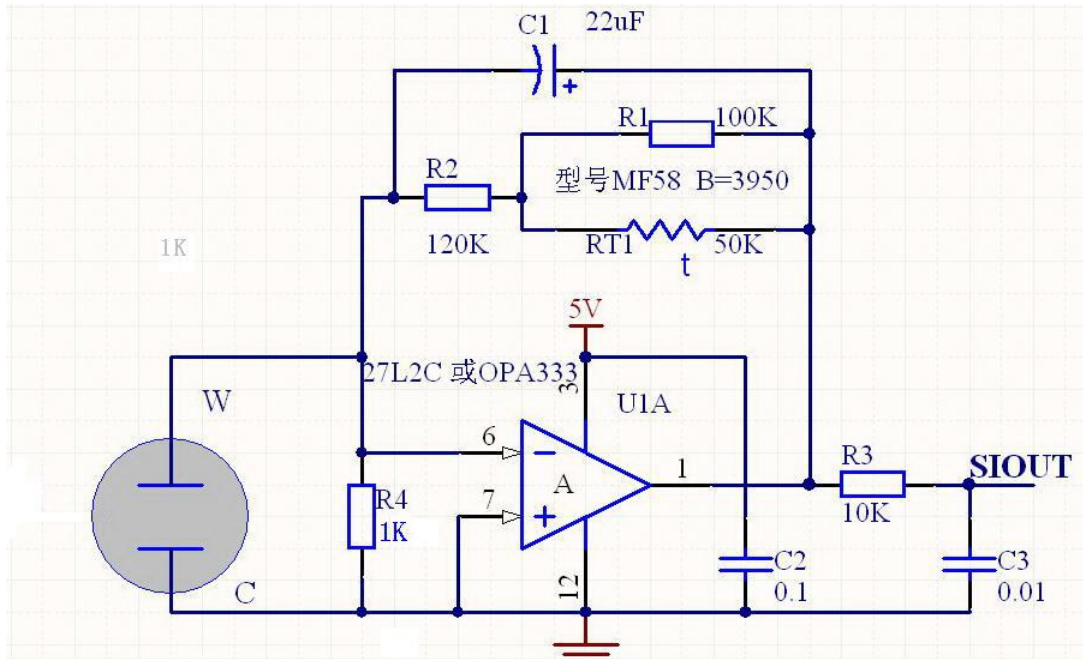 C1 22uF
R1 100K
R2
型号MF58 B=3950
1K
120K
RT1 50K
t
5V
27L2C 或OPA333
3
W
U1A
6
1
R3
SIOUT
A
7
R4
1K
10K
C
12
C2
0.1
C3
0.01